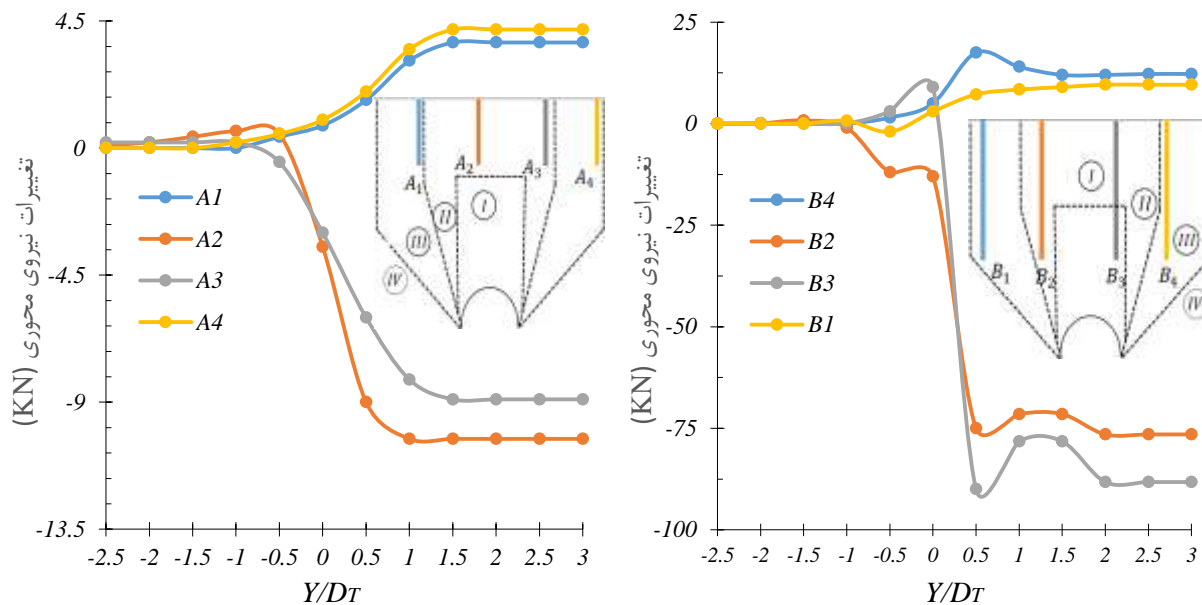 4.5
0
-4.5
-9
-13.5
تغییرات نیروی محوری (KN)
A1
A2
A3
A4
A₁
A₂
A₃
A₄
I
II
III
IV
-2.5 -2 -1.5 -1 -0.5 0 0.5 1 1.5 2 2.5 3
Y/DT
25
0
-25
-50
-75
-100
تغییرات نیروی محوری (KN)
B4
B2
B3
B1
I
II
III
IV
B₁
B₂
B₃
B₄
-2.5 -2 -1.5 -1 -0.5 0 0.5 1 1.5 2 2.5 3
Y/DT